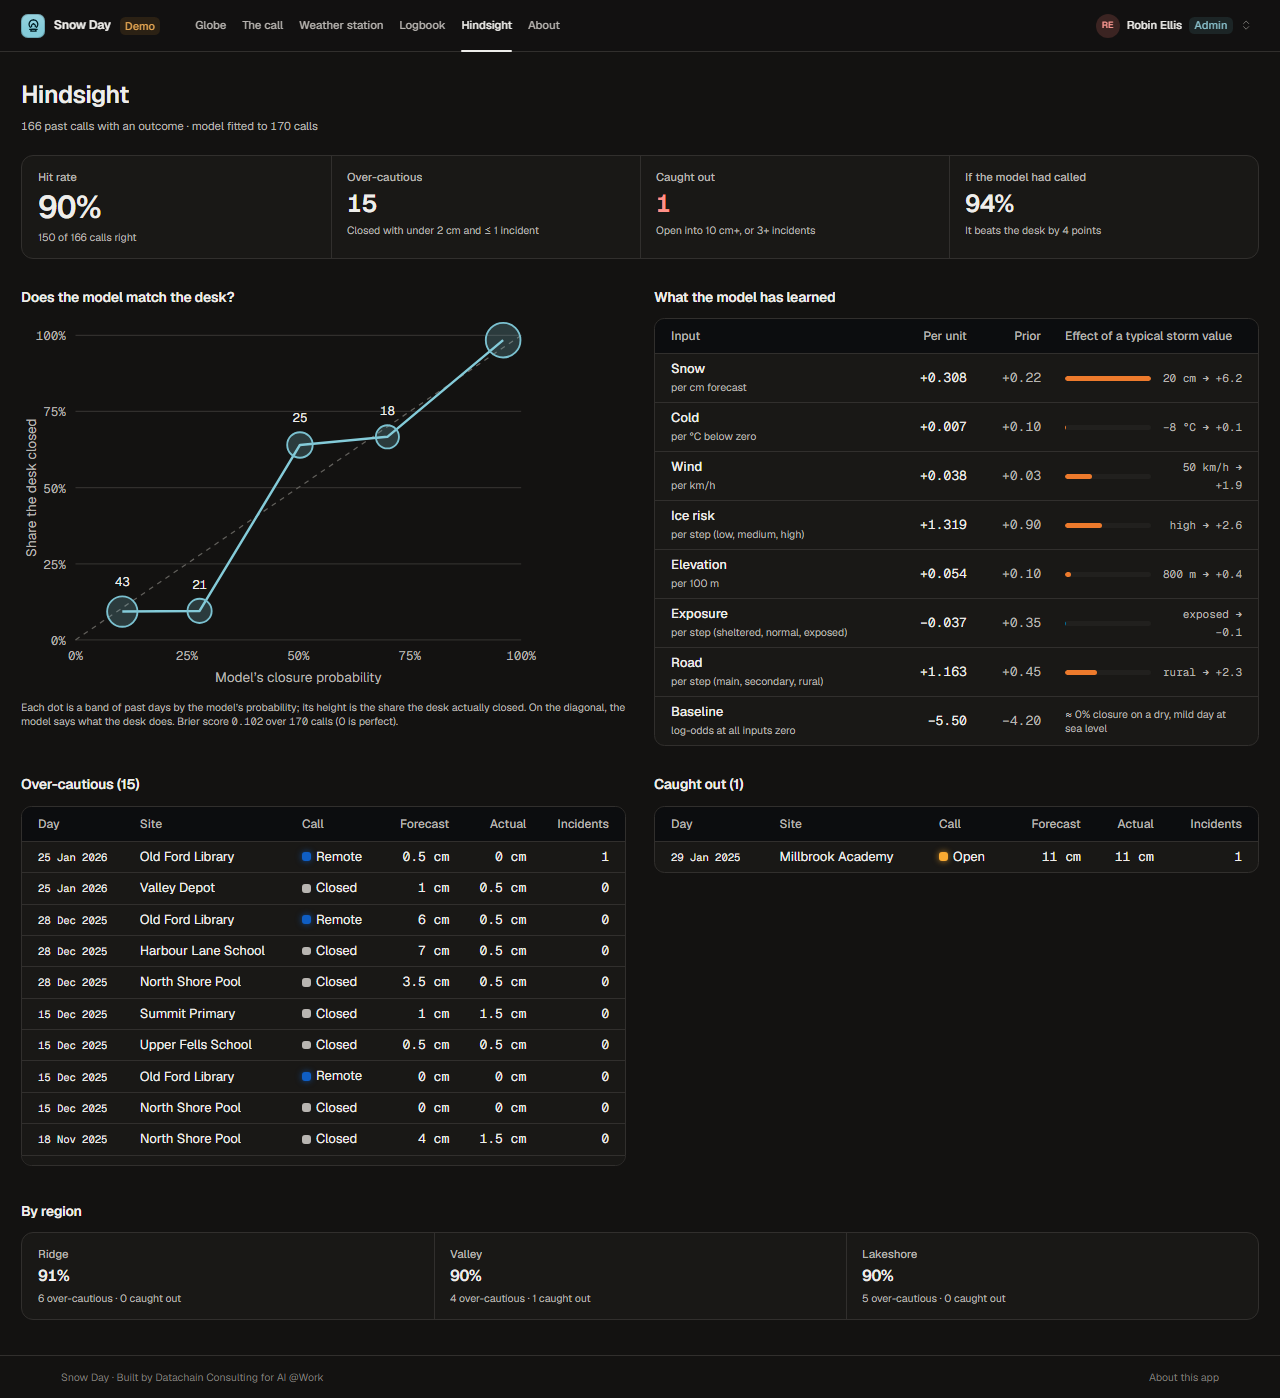 Snow Day Demo Globe The call Weather station Logbook Hindsight About RE Robin Ellis Admin
Hindsight
166 past calls with an outcome · model fitted to 170 calls
Hit rate
90%
150 of 166 calls right
Over-cautious
15
Closed with under 2 cm and ≤ 1 incident
Caught out
1
Open into 10 cm+, or 3+ incidents
If the model had called
94%
It beats the desk by 4 points
Does the model match the desk?
100%
75%
50%
25%
0%
Share the desk closed
43
21
25
18
0% 25% 50% 75% 100%
Model's closure probability
Each dot is a band of past days by the model's probability; its height is the share the desk actually closed. On the diagonal, the
model says what the desk does. Brier score 0.102 over 170 calls (0 is perfect).
What the model has learned
Input Per unit Prior Effect of a typical storm value
Snow
per cm forecast
+0.308 +0.22 20 cm → +6.2
Cold
per °C below zero
+0.007 +0.10 −8 °C → +0.1
Wind
per km/h
+0.038 +0.03 50 km/h →
+1.9
Ice risk
per step (low, medium, high)
+1.319 +0.90 high → +2.6
Elevation
per 100 m
+0.054 +0.10 800 m → +0.4
Exposure
per step (sheltered, normal, exposed)
−0.037 +0.35 exposed →
−0.1
Road
per step (main, secondary, rural)
+1.163 +0.45 rural → +2.3
Baseline
log-odds at all inputs zero
−5.50 −4.20 ≈ 0% closure on a dry, mild day at
sea level
Over-cautious (15)
Day Site Call Forecast Actual Incidents
25 Jan 2026 Old Ford Library Remote 0.5 cm 0 cm 1
25 Jan 2026 Valley Depot Closed 1 cm 0.5 cm 0
28 Dec 2025 Old Ford Library Remote 6 cm 0.5 cm 0
28 Dec 2025 Harbour Lane School Closed 7 cm 0.5 cm 0
28 Dec 2025 North Shore Pool Closed 3.5 cm 0.5 cm 0
15 Dec 2025 Summit Primary Closed 1 cm 1.5 cm 0
15 Dec 2025 Upper Fells School Closed 0.5 cm 0.5 cm 0
15 Dec 2025 Old Ford Library Remote 0 cm 0 cm 0
15 Dec 2025 North Shore Pool Closed 0 cm 0 cm 0
18 Nov 2025 North Shore Pool Closed 4 cm 1.5 cm 0
Caught out (1)
Day Site Call Forecast Actual Incidents
29 Jan 2025 Millbrook Academy Open 11 cm 11 cm 1
By region
Ridge
91%
6 over-cautious · 0 caught out
Valley
90%
4 over-cautious · 1 caught out
Lakeshore
90%
5 over-cautious · 0 caught out
Snow Day · Built by Datachain Consulting for AI @Work
About this app